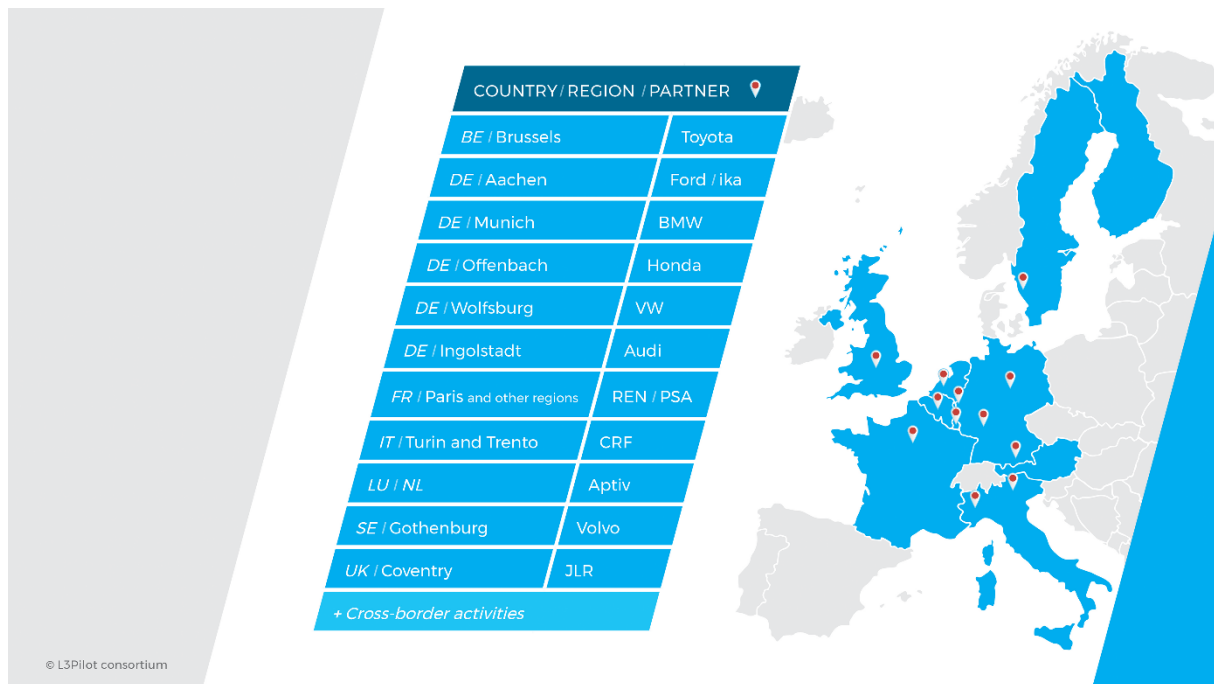 COUNTRY / REGION / PARTNER
BE / Brussels Toyota
DE / Aachen Ford / ika
DE / Munich BMW
DE / Offenbach Honda
DE / Wolfsburg VW
DE / Ingolstadt Audi
FR / Paris and other regions REN / PSA
IT / Turin and Trento CRF
LU / NL Aptiv
SE / Gothenburg Volvo
UK / Coventry JLR
+ Cross-border activities
© L3Pilot consortium